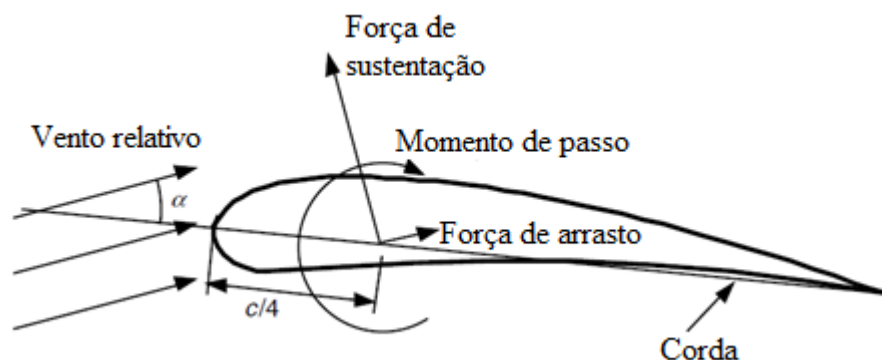 Força de
sustentação
Vento relativo
Momento de passo
α
Força de arrasto
c/4
Corda